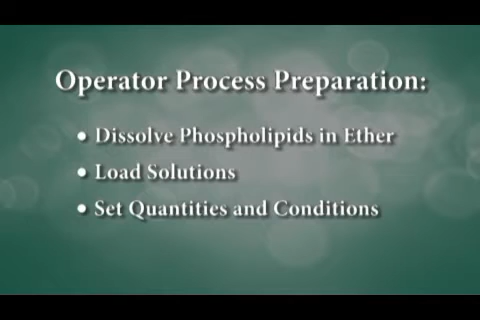 Operator Process Preparation:
• Dissolve Phospholipids in Ether
• Load Solutions
• Set Quantities and Conditions